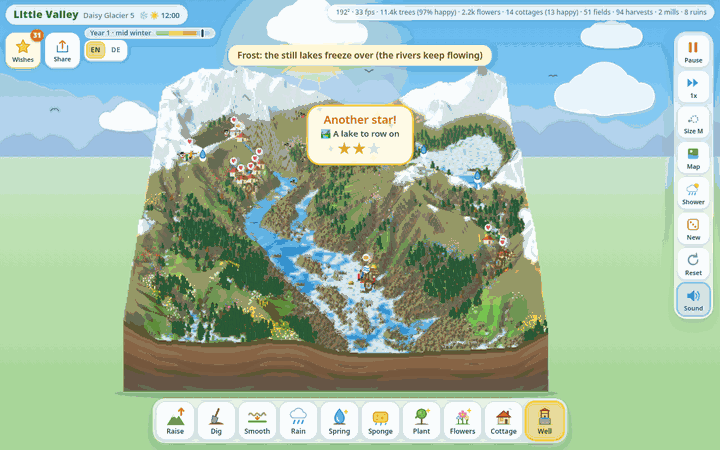 Little Valley Daisy Glacier 5 12:00
192² · 33 fps · 11.4k trees (97% happy) · 2.2k flowers · 14 cottages (13 happy) · 51 fields · 94 harvests · 2 mills · 8 ruins
31
Wishes
Share
Year 1 · mid winter
EN DE
Frost: the still lakes freeze over (the rivers keep flowing)
Another star!
A lake to row on
Pause
1x
Size M
Map
Shower
New
Reset
Sound
Raise
Dig
Smooth
Rain
Spring
Sponge
Plant
Flowers
Cottage
Well